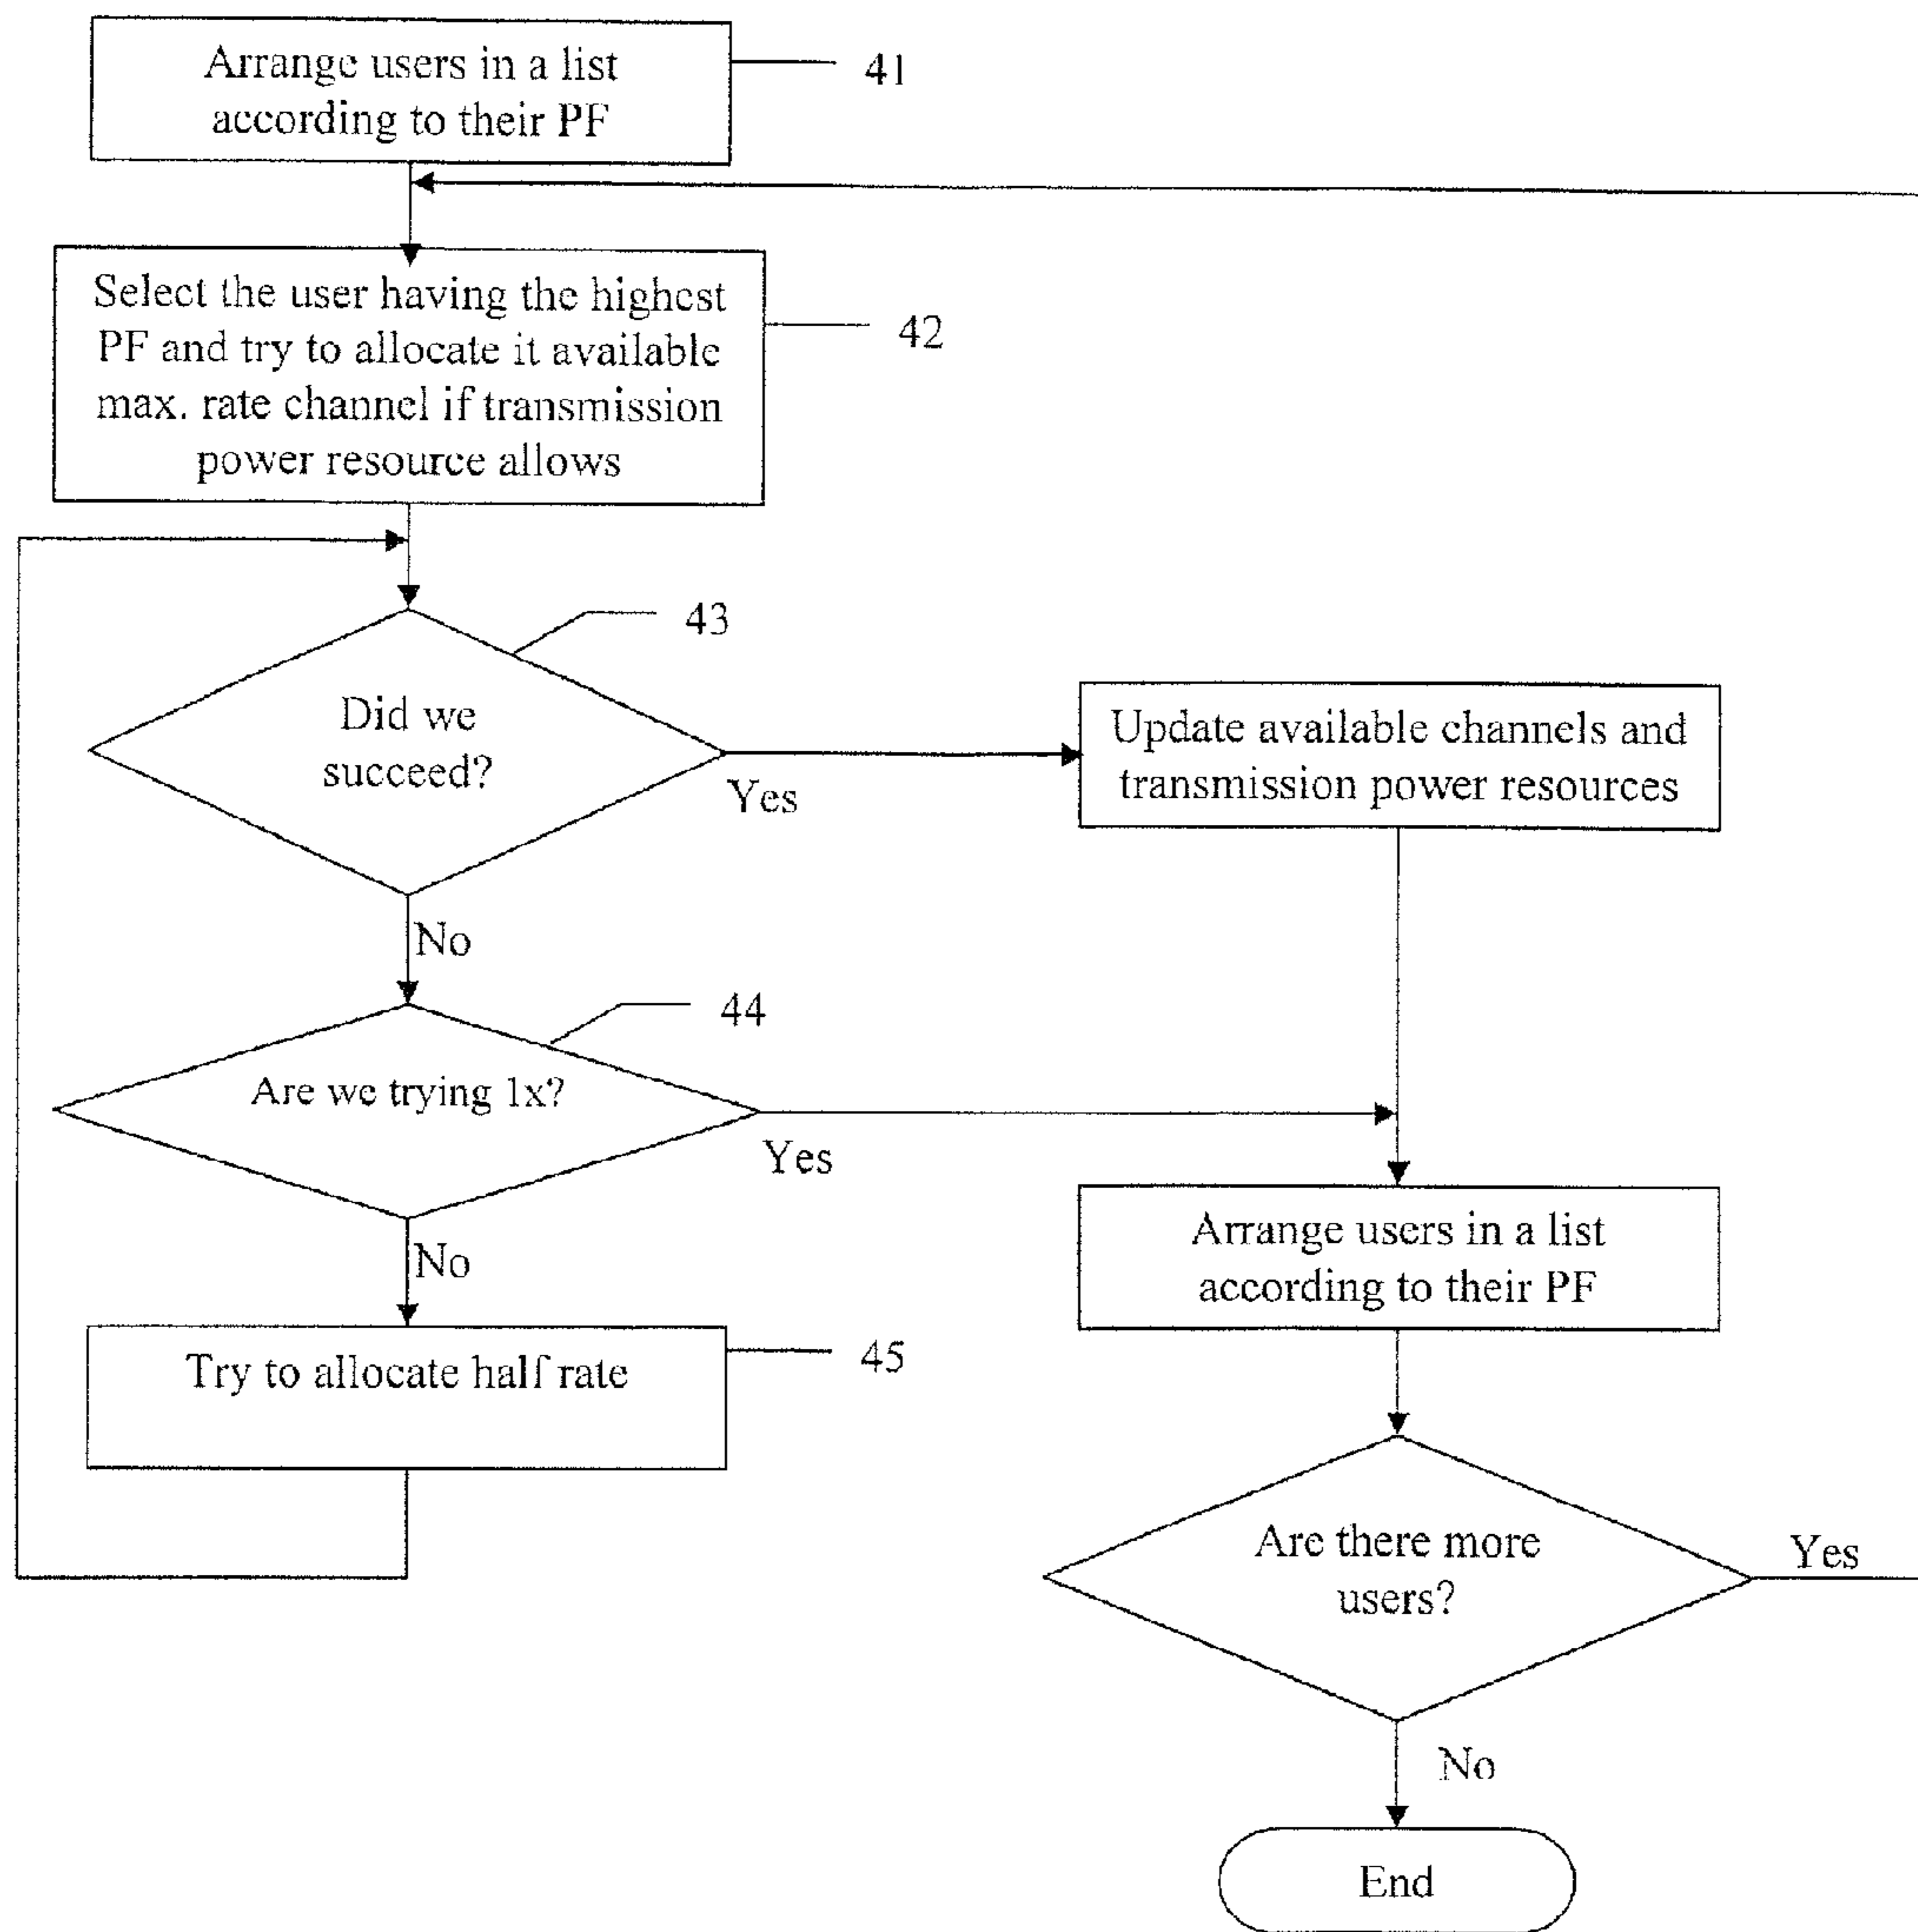 Arrange users in a list
according to their PF
41
Select the user having the highest
PF and try to allocate it available
max. rate channel if transmission
power resource allows
42
43
Did we
succeed?
Yes
Update available channels and
transmission power resources
No
44
Are we trying 1x?
Yes
Arrange users in a list
according to their PF
No
Try to allocate half rate
45
Are there more
users?
Yes
No
End